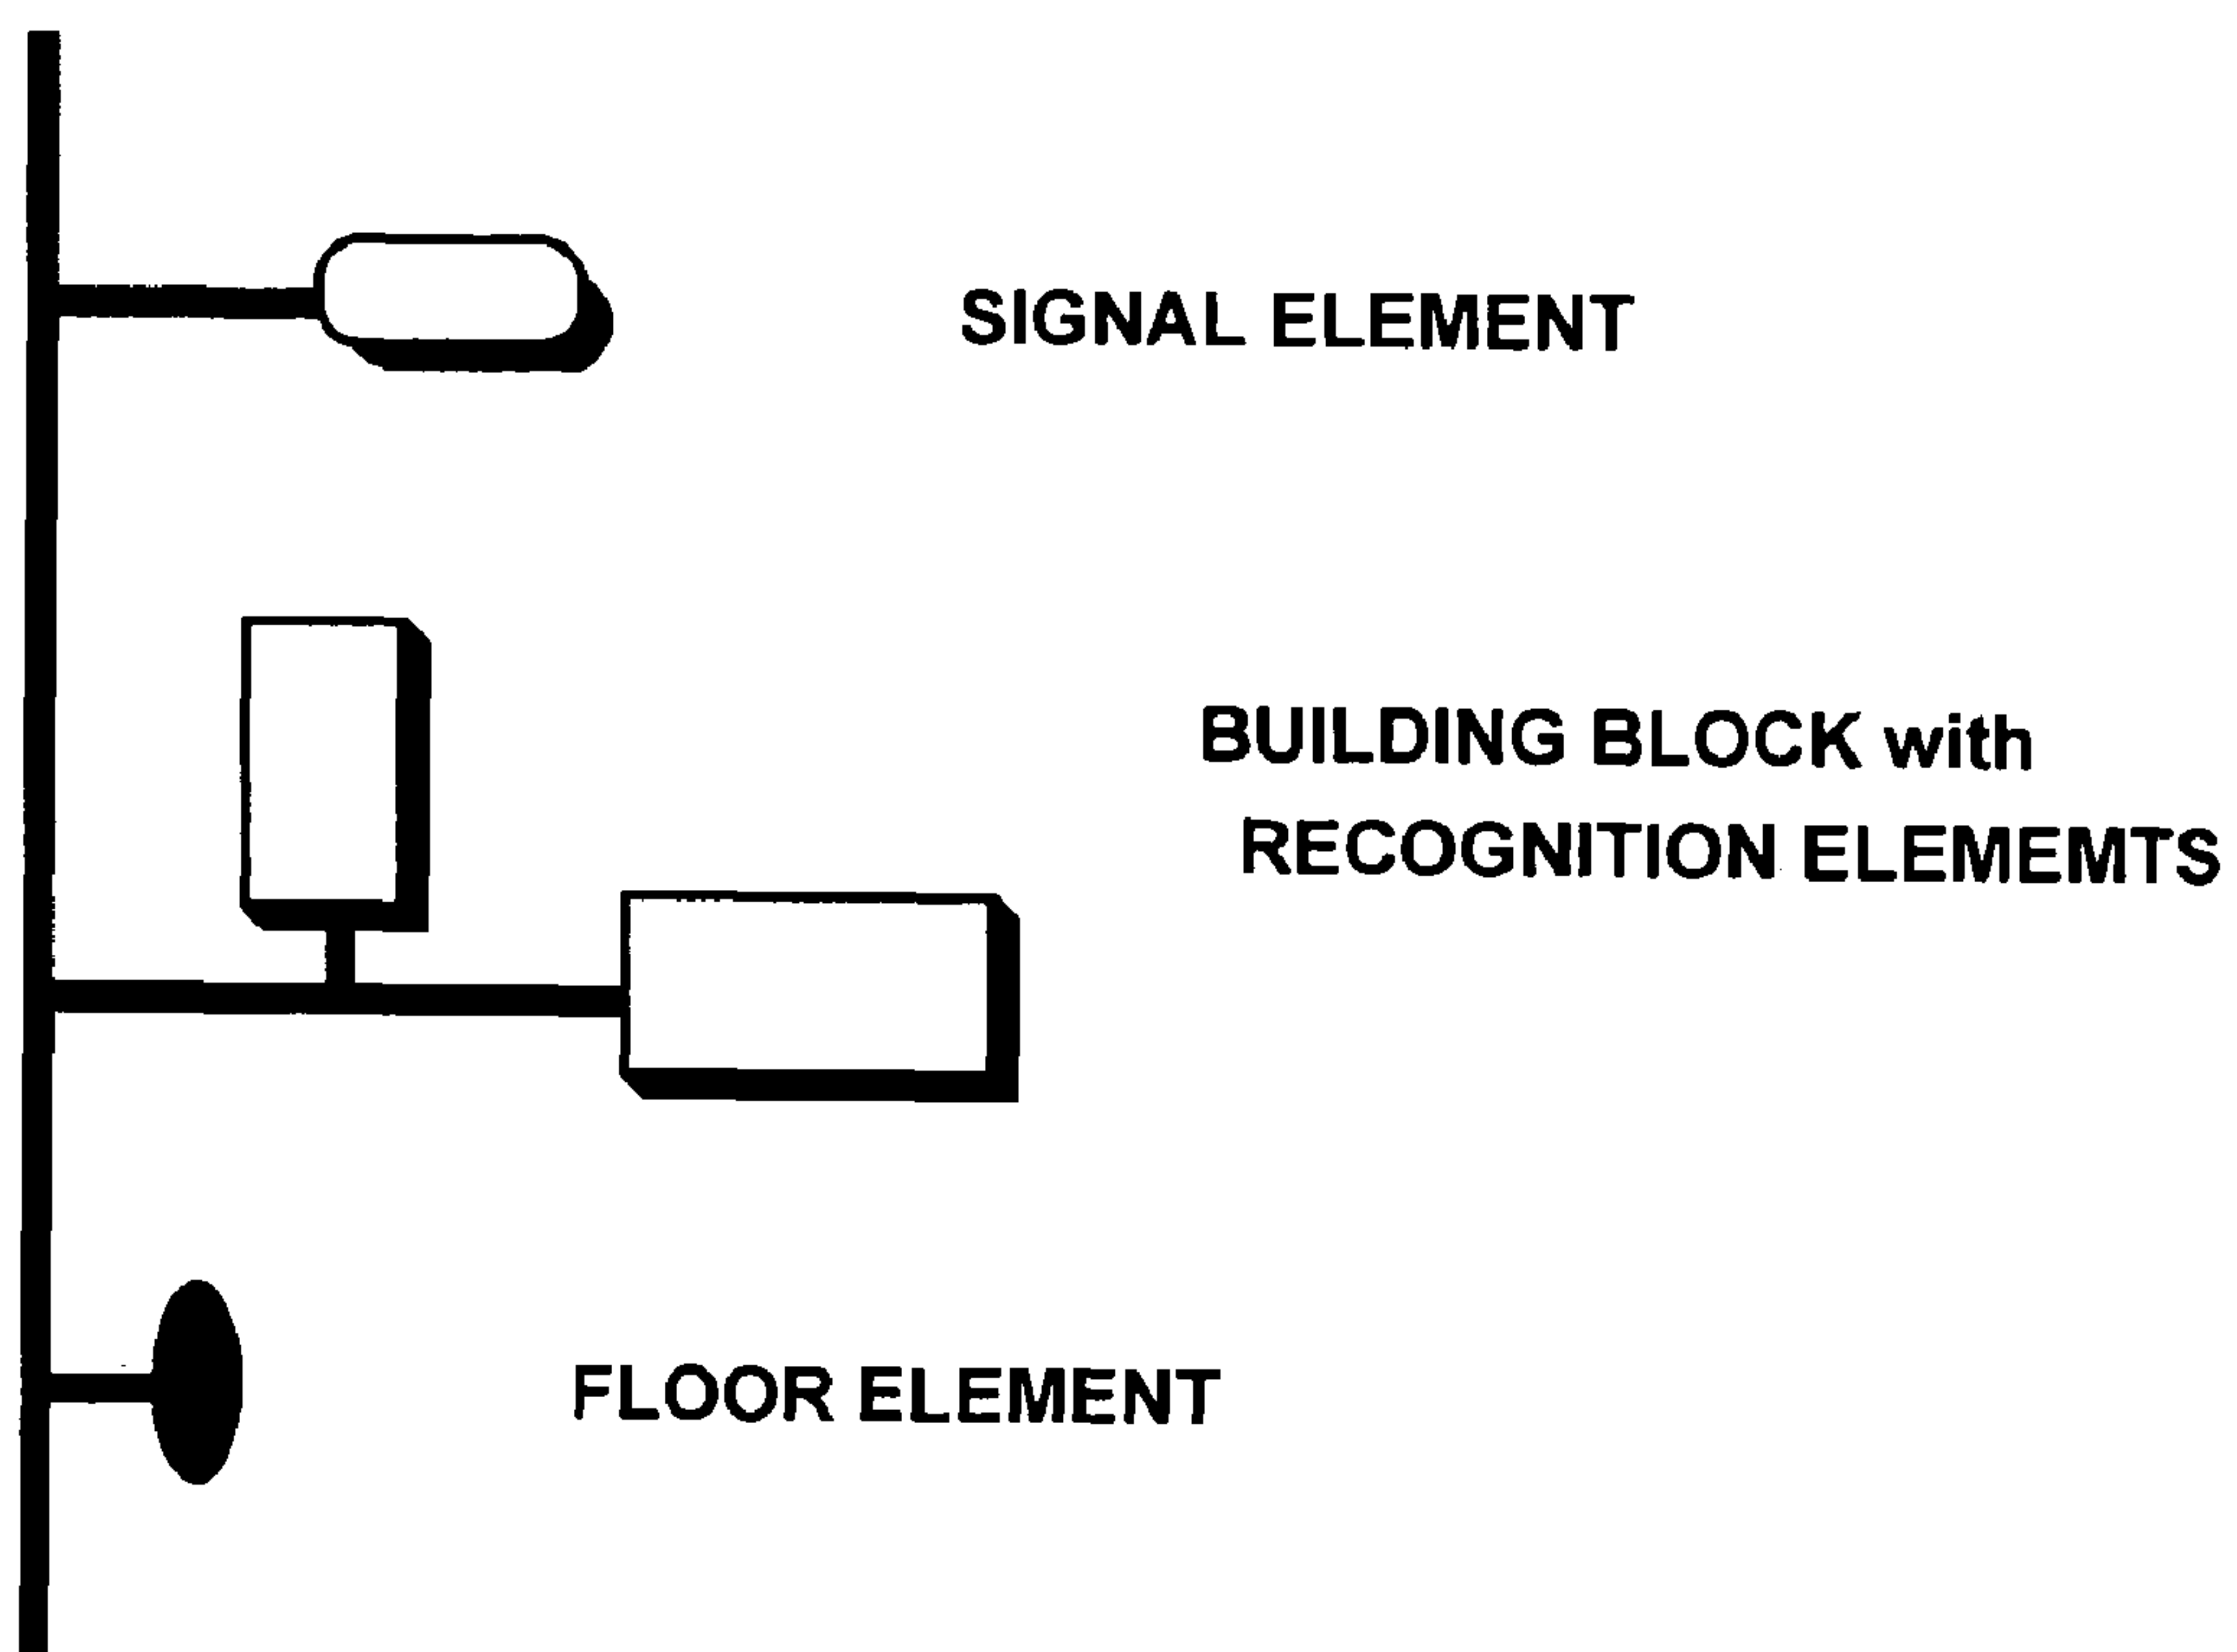 SIGNAL ELEMENT
BUILDING BLOCK with
RECOGNITION ELEMEMTS
FLOOR ELEMENT